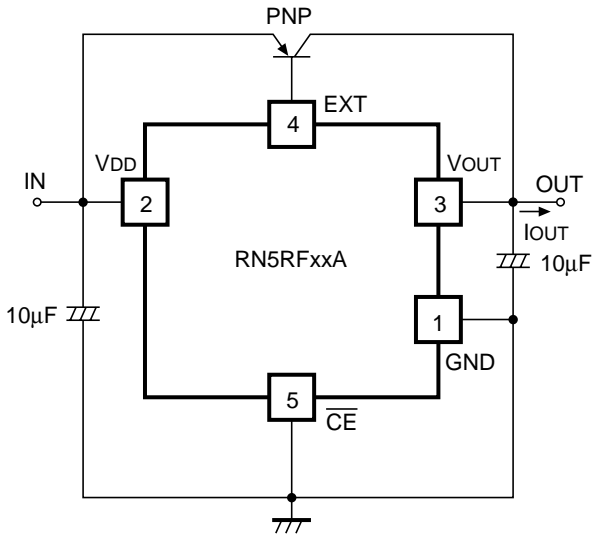 PNP
EXT
4
VDD
VOUT
IN
2
3
OUT
IOUT
RN5RFxxA
10μF
10μF
1
GND
5
CE